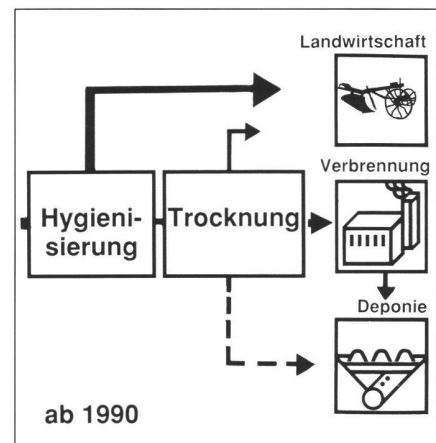 Landwirtschaft
Verbrennung
Hygieni-
sierung
Trocknung
Deponie
ab 1990